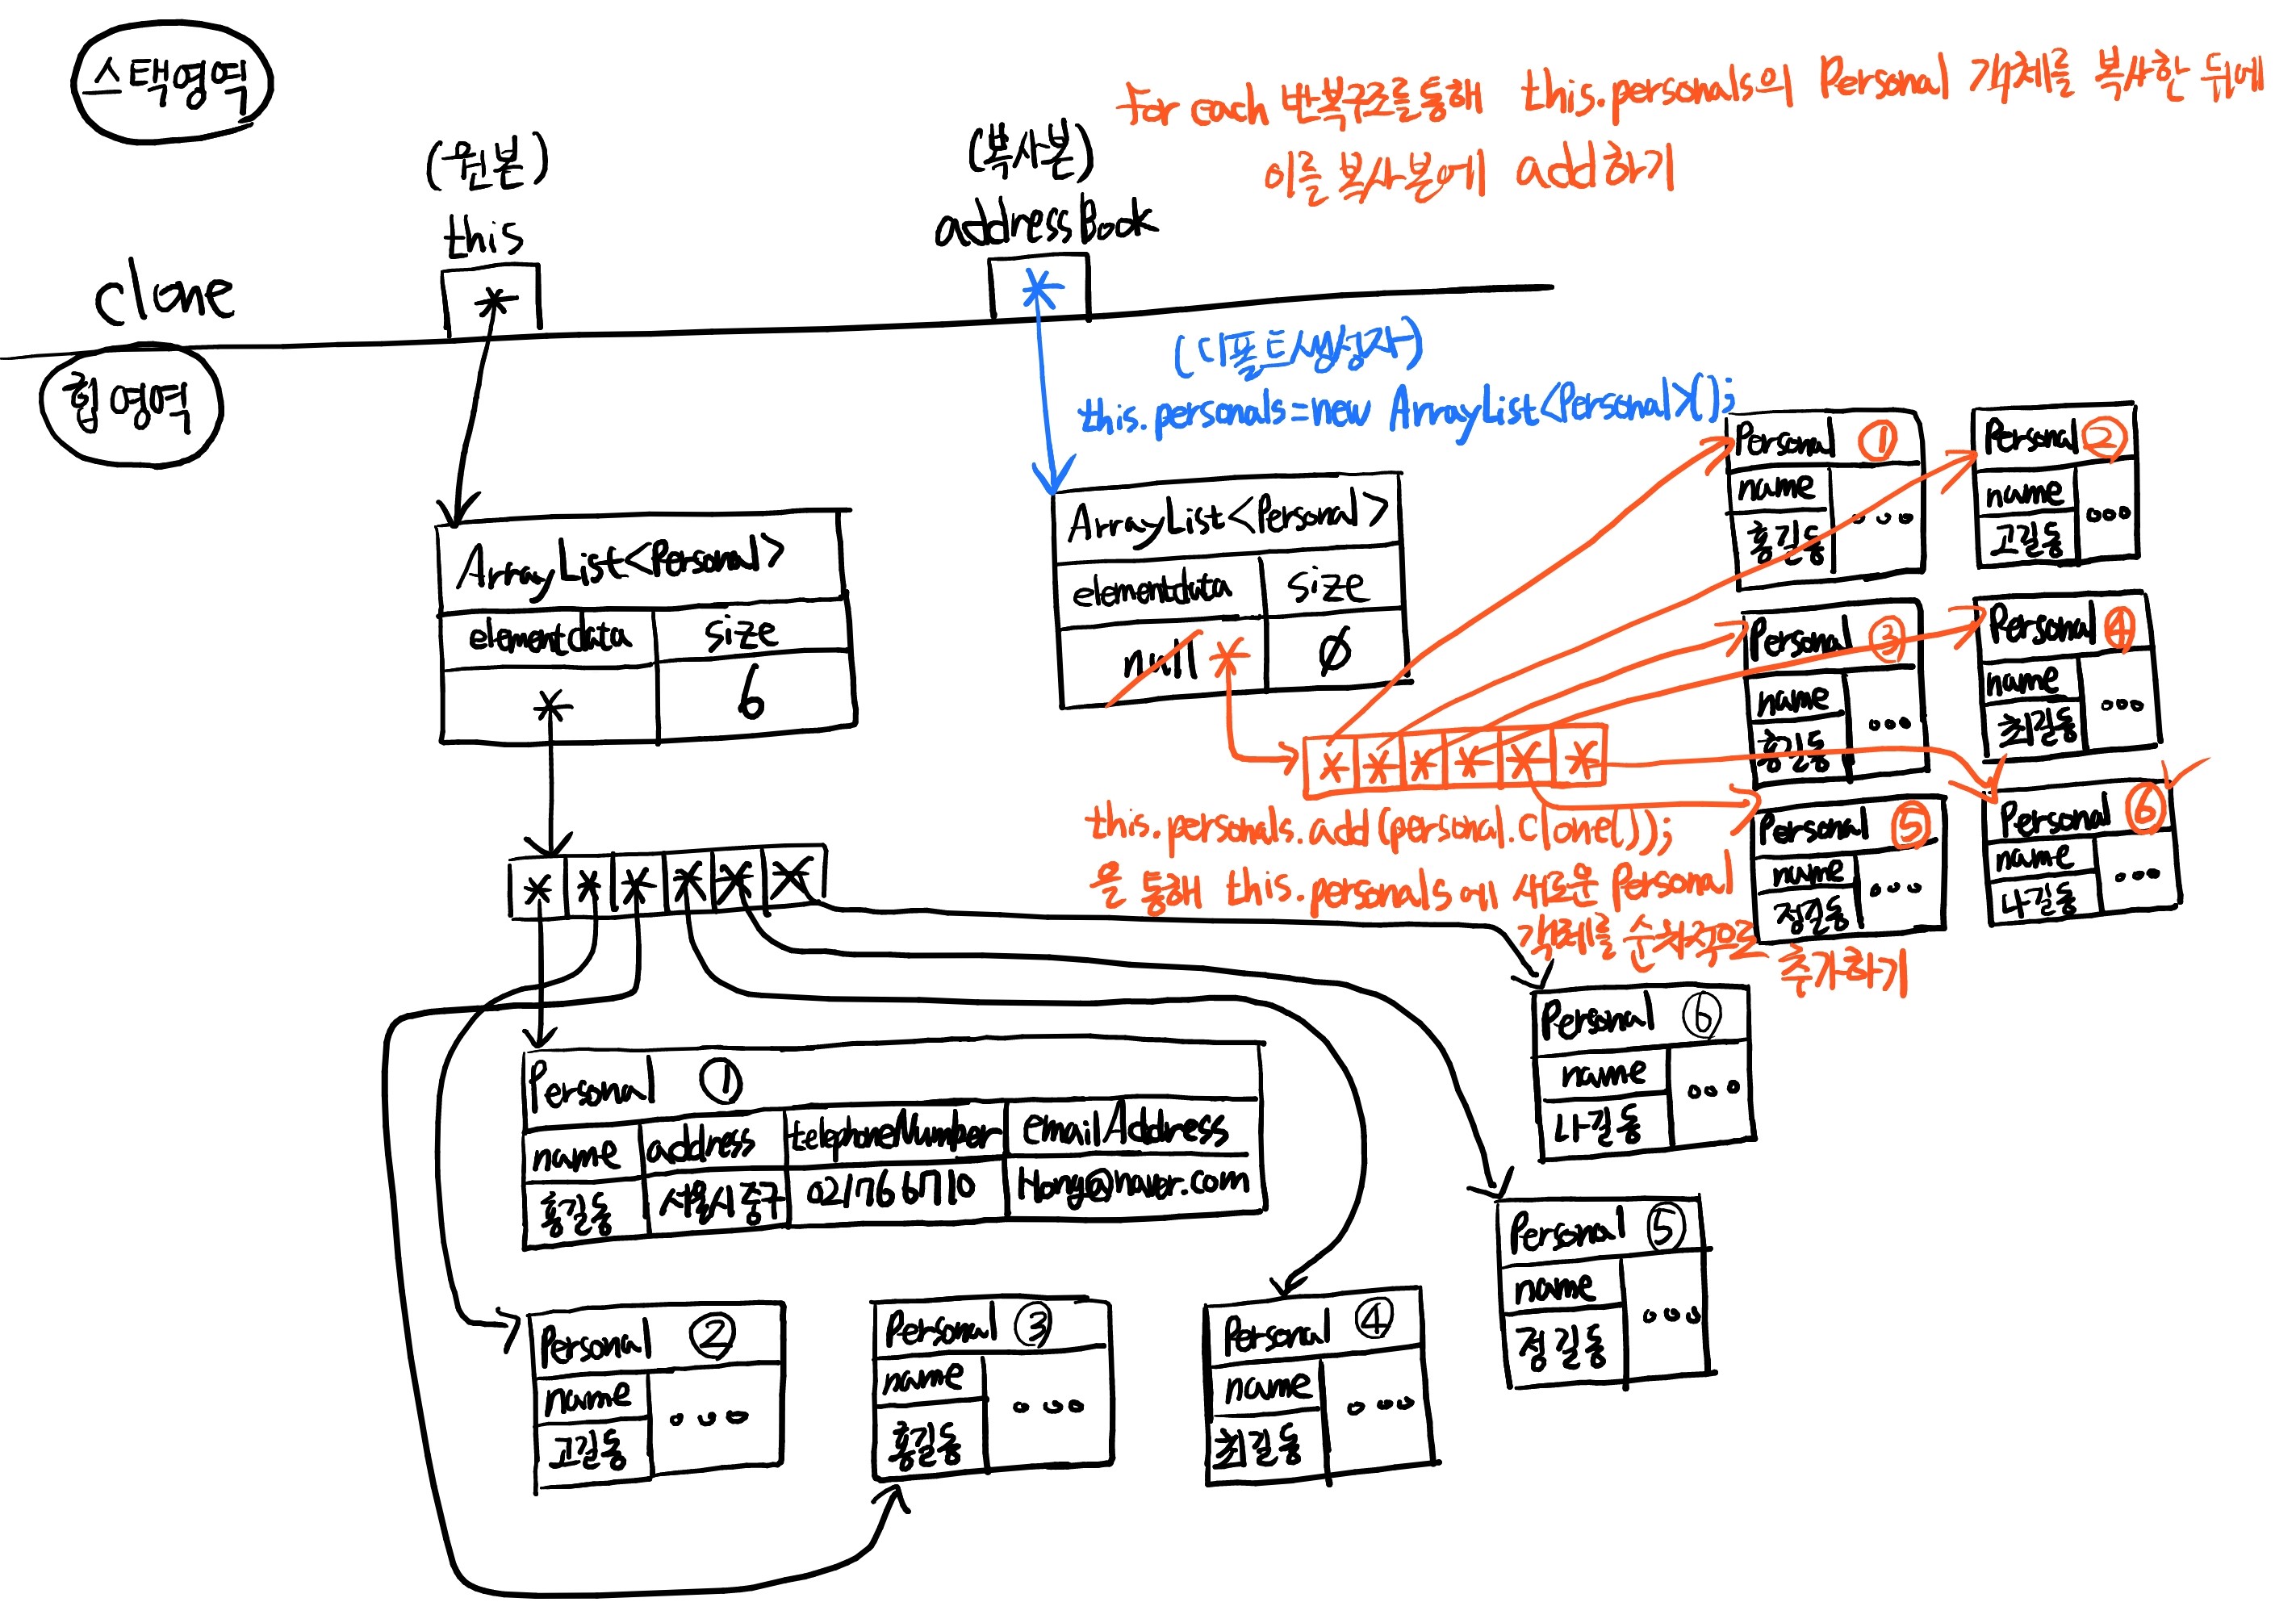 스택영역
for each 반복구조를통해 this.personals의 Personal 객체를 복사한 뒤에
이를 복사본에 add하기
(원본)
this
(복사본)
addressBook
clone
*
*
힙 영역
(디폴트생성자)
this.personals=new ArrayList<Personal>();
ArrayList<Personal>
elementdata size
* 6
ArrayList<Personal>
elementdata size
null * Ø
* * * * * *
Personal ①
name
홍길동
Personal ②
name
고길동
Personal ③
name
홍길동
Personal ④
name
최길동
Personal ⑤
name
정길동
Personal ⑥
name
나길동
this.personals.add(personal.clone());
을 통해 this.personals에 새로운 Personal
객체를 순차적으로 추가하기
* * * * * *
Personal ①
name address telephoneNumber emailAddress
홍길동 서울시중구 021766710 Hong@naver.com
Personal ②
name
고길동
Personal ③
name
홍길동
Personal ④
name
최길동
Personal ⑤
name
정길동
Personal ⑥
name
나길동